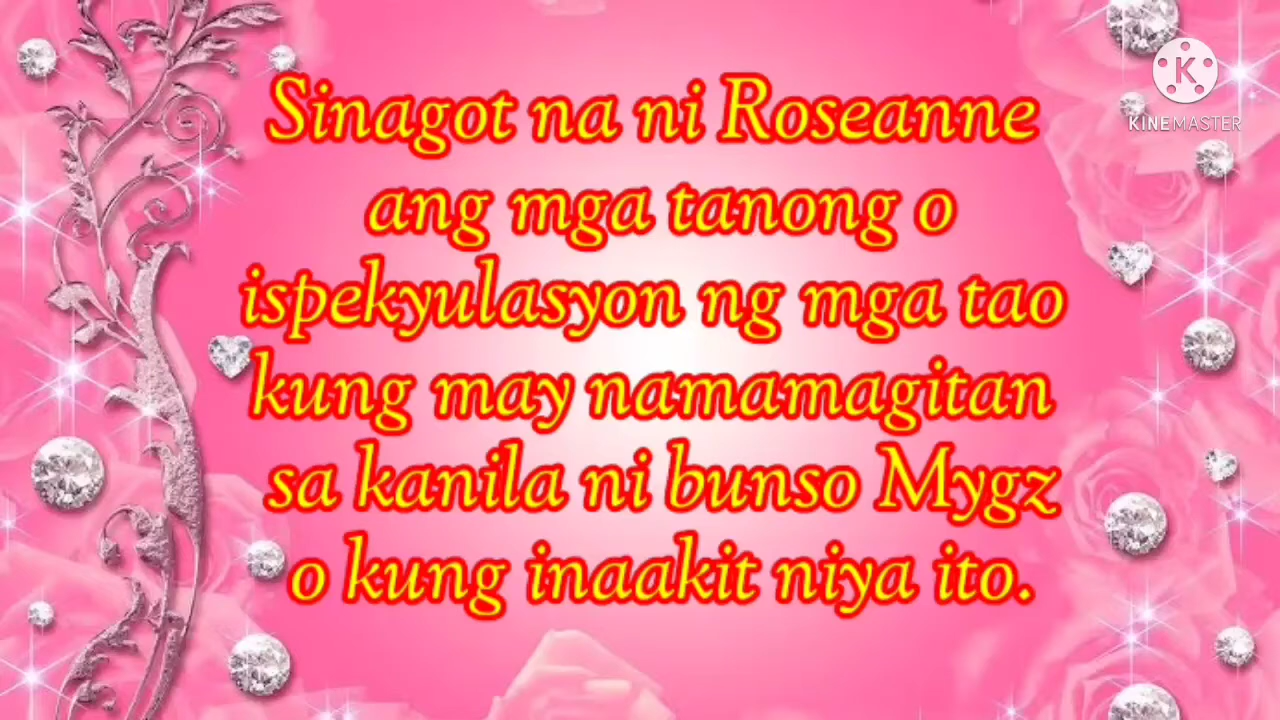 Sinagot na ni Roseanne
ang mga tanong o
ispekyulasyon ng mga tao
kung may namamagitan
sa kanila ni bunso Mygz
o kung inaakit niya ito.
K
KINEMASTER